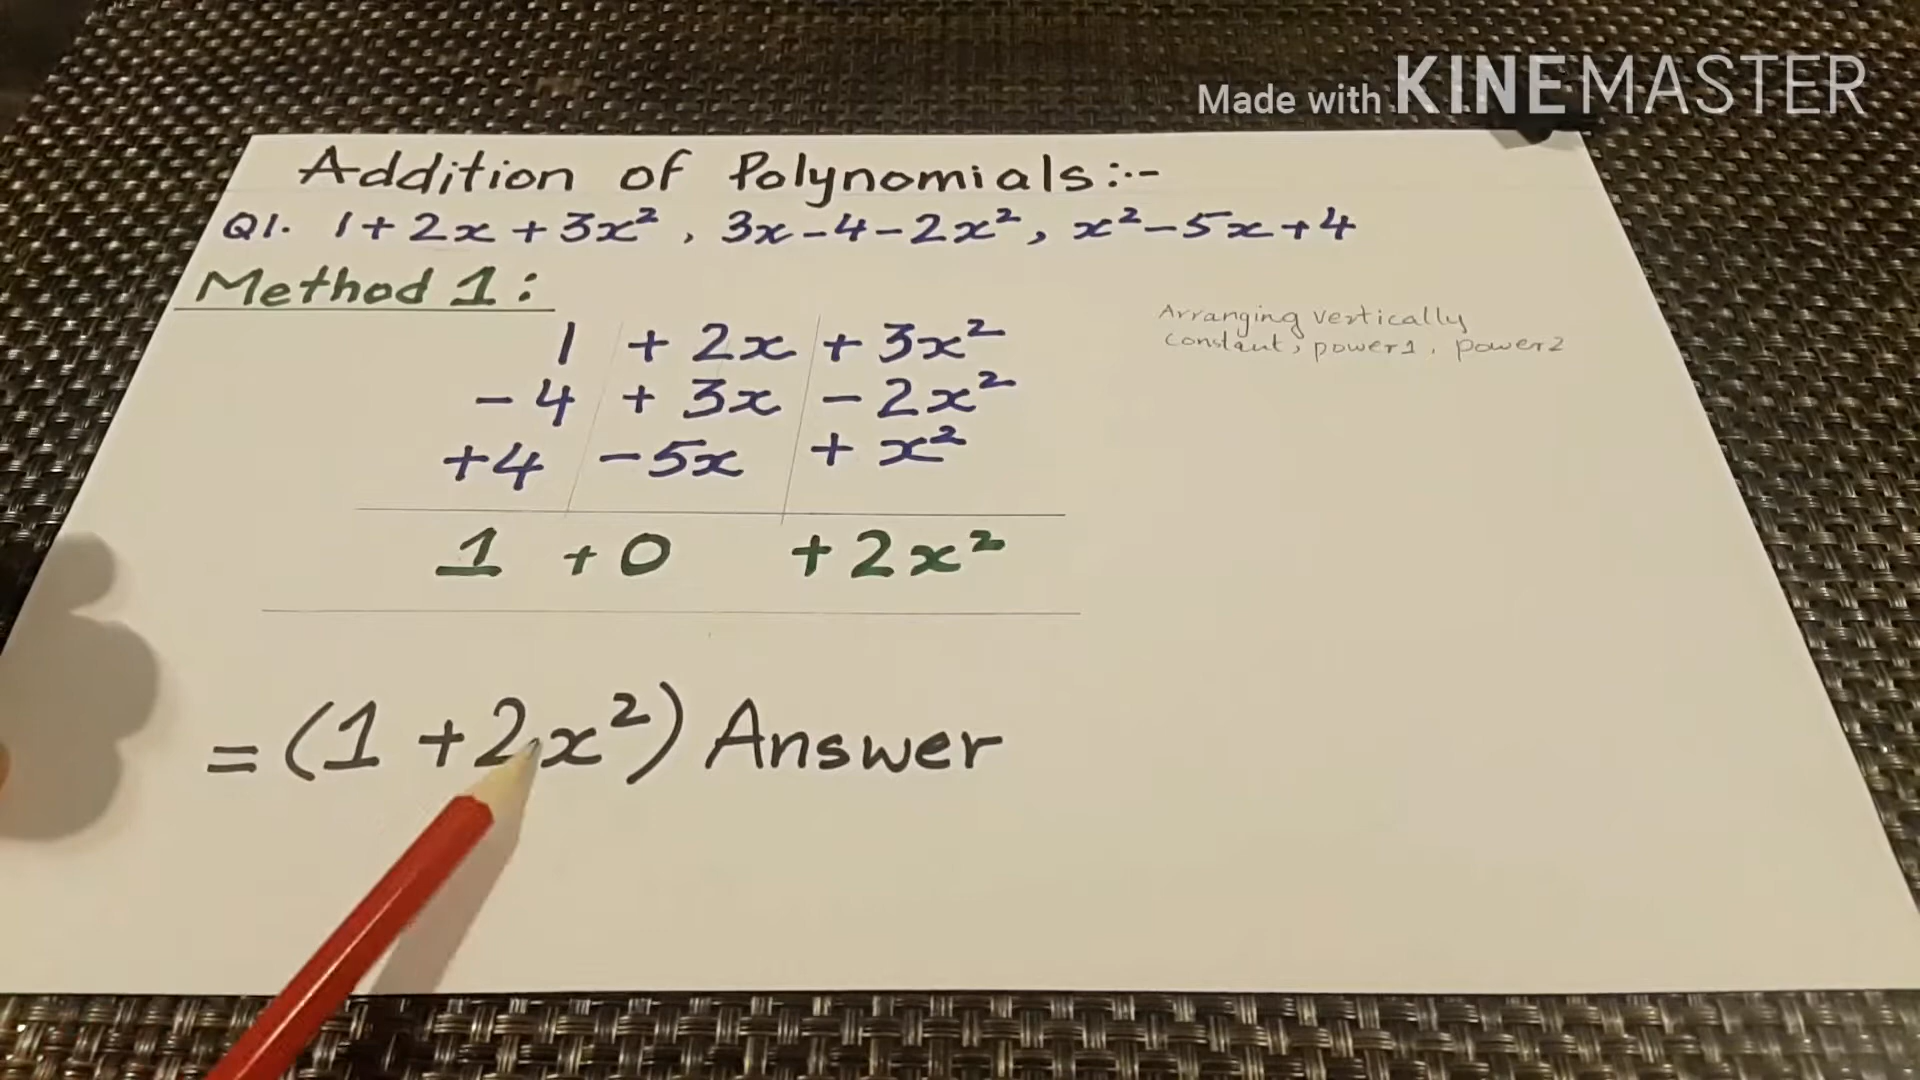 Made with KINEMASTER
Addition of Polynomials:-
Q1. 1+2x+3x², 3x-4-2x², x²-5x+4
Method 1:
Arranging vertically
constant, power1, power2
1 + 2x + 3x²
-4 + 3x - 2x²
+4 -5x + x²
1 +0 +2x²
=(1+2x²) Answer